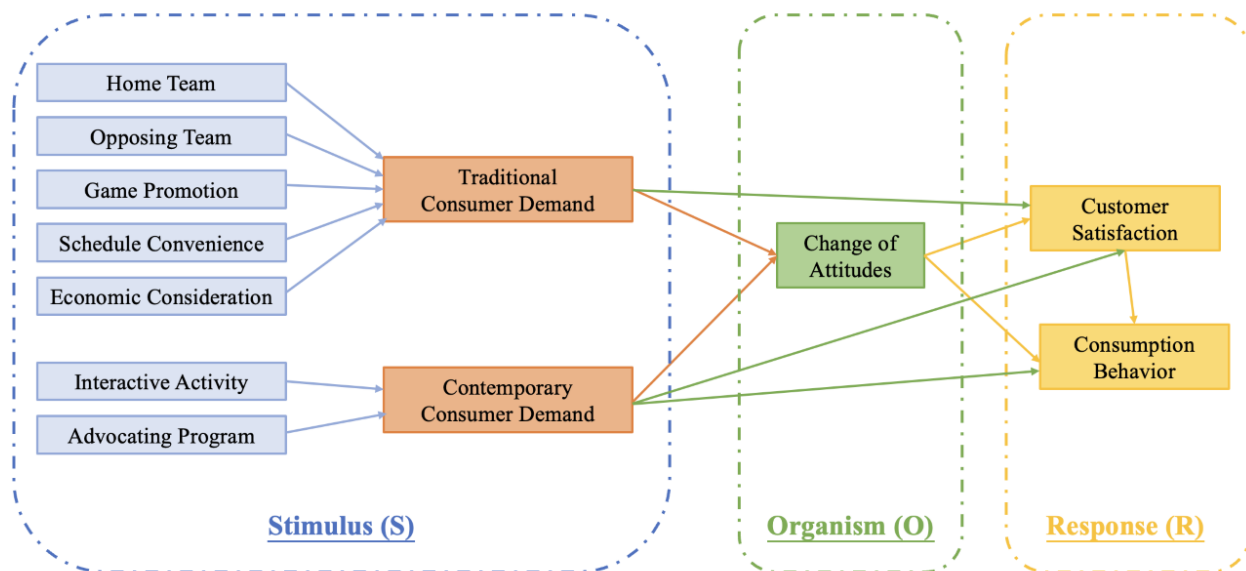 Home Team
Opposing Team
Game Promotion
Schedule Convenience
Economic Consideration
Interactive Activity
Advocating Program
Traditional
Consumer Demand
Contemporary
Consumer Demand
Stimulus (S)
Change of
Attitudes
Organism (O)
Customer
Satisfaction
Consumption
Behavior
Response (R)